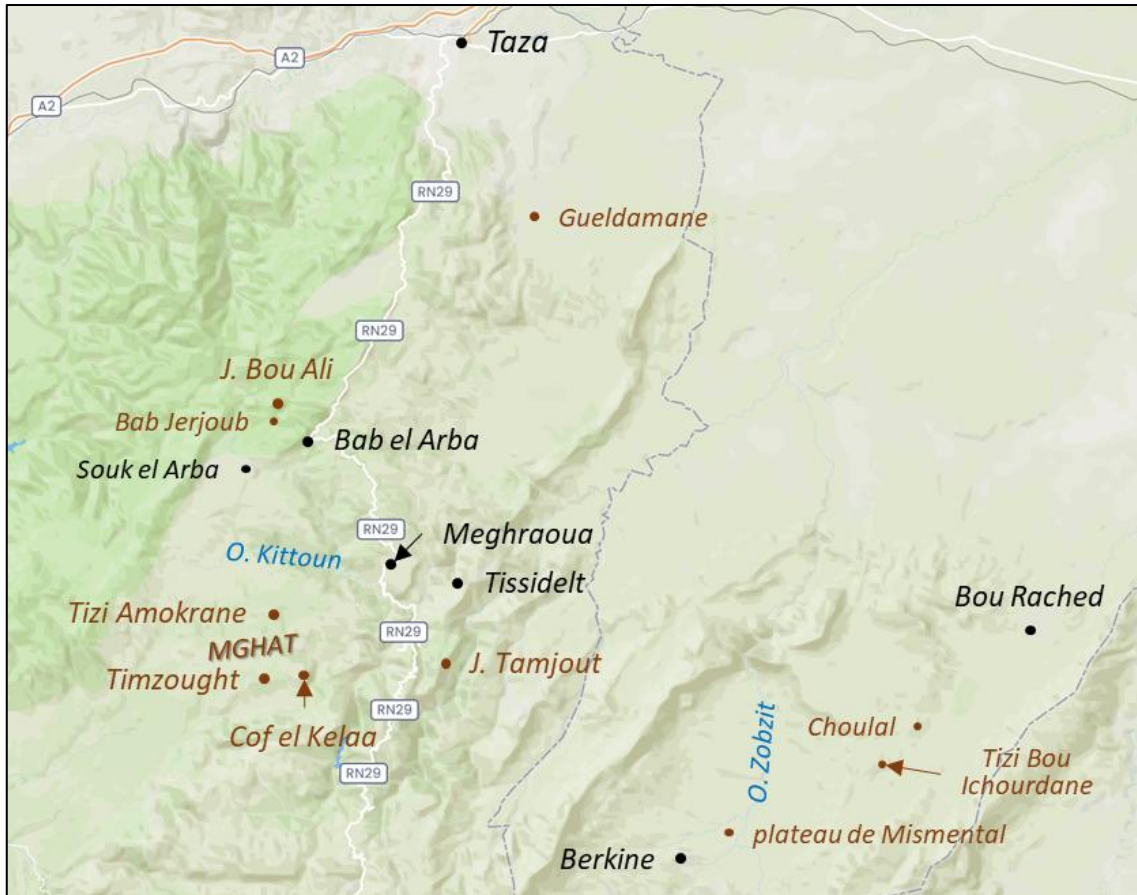 Taza
A2
A2
RN29
Gueldamane
RN29
J. Bou Ali
Bab Jerjoub
Bab el Arba
Souk el Arba
RN29
Meghraoua
O. Kittoun
Tissidelt
Bou Rached
Tizi Amokrane
RN29
MGHAT
J. Tamjout
Timzought
RN29
Cof el Kelaa
Choulal
O. Zobzit
Tizi Bou
Ichourdane
RN29
plateau de Mismental
Berkine